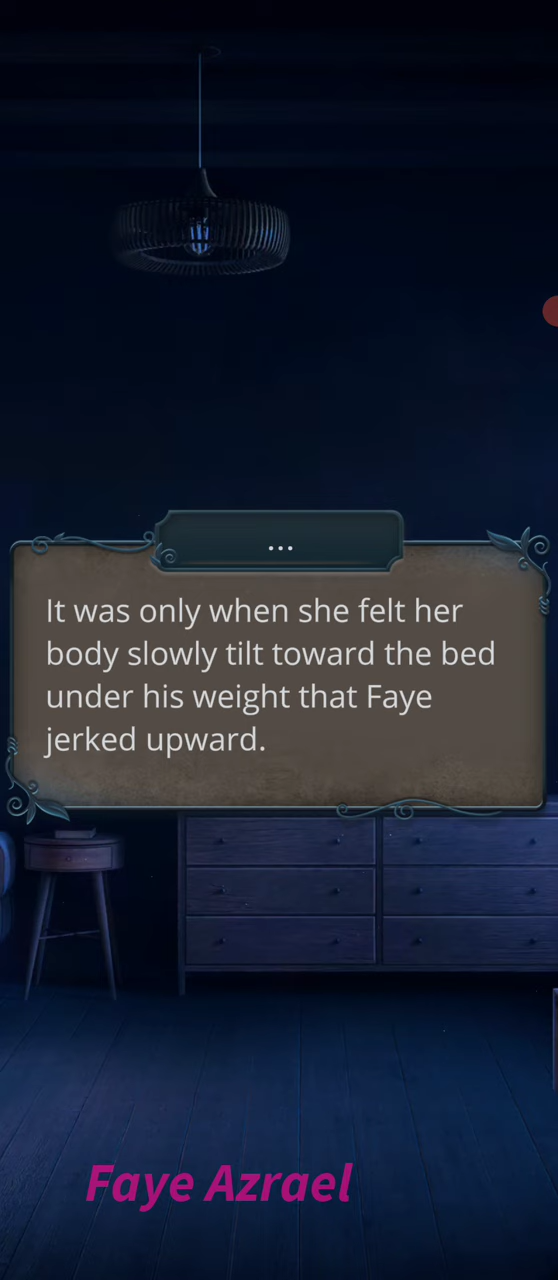 ...
It was only when she felt her
body slowly tilt toward the bed
under his weight that Faye
jerked upward.
Faye Azrael